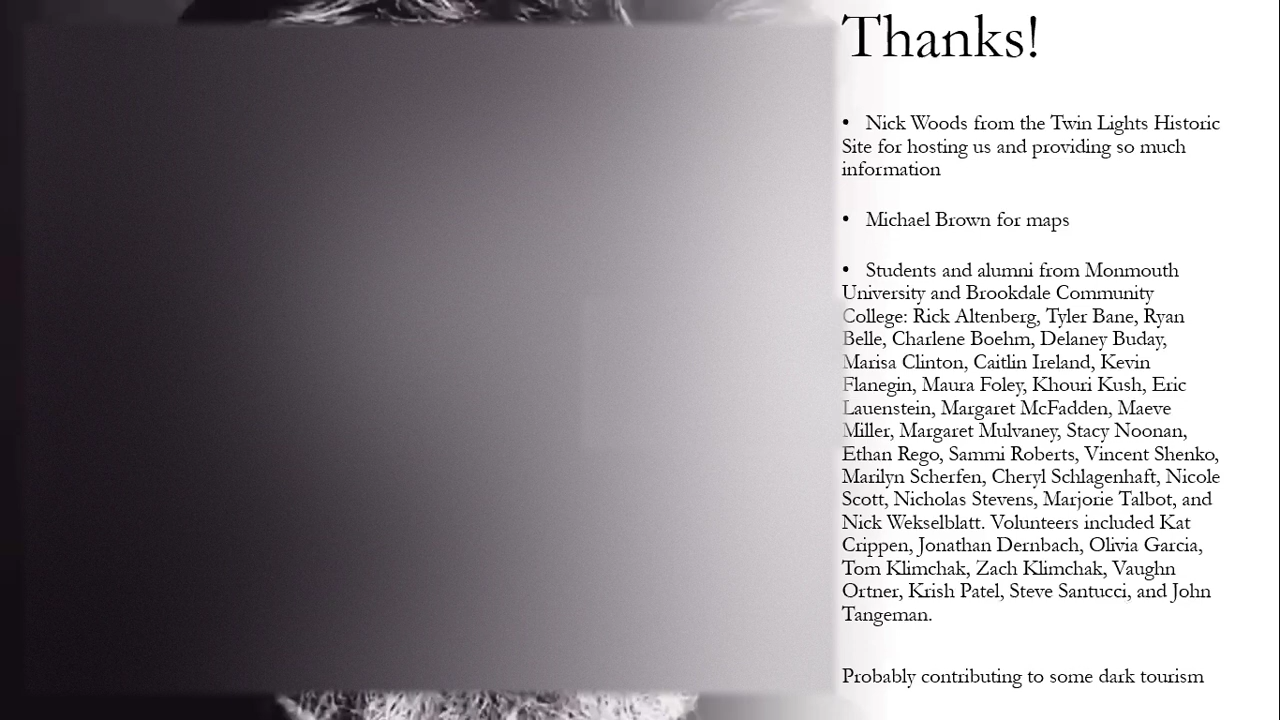 Thanks!
• Nick Woods from the Twin Lights Historic
Site for hosting us and providing so much
information
• Michael Brown for maps
• Students and alumni from Monmouth
University and Brookdale Community
College: Rick Altenberg, Tyler Bane, Ryan
Belle, Charlene Boehm, Delaney Buday,
Marisa Clinton, Caitlin Ireland, Kevin
Flanegin, Maura Foley, Khouri Kush, Eric
Lauenstein, Margaret McFadden, Maeve
Miller, Margaret Mulvaney, Stacy Noonan,
Ethan Rego, Sammi Roberts, Vincent Shenko,
Marilyn Scherfen, Cheryl Schlagenhaft, Nicole
Scott, Nicholas Stevens, Marjorie Talbot, and
Nick Wekselblatt. Volunteers included Kat
Crippen, Jonathan Dernbach, Olivia Garcia,
Tom Klimchak, Zach Klimchak, Vaughn
Ortner, Krish Patel, Steve Santucci, and John
Tangeman.
Probably contributing to some dark tourism